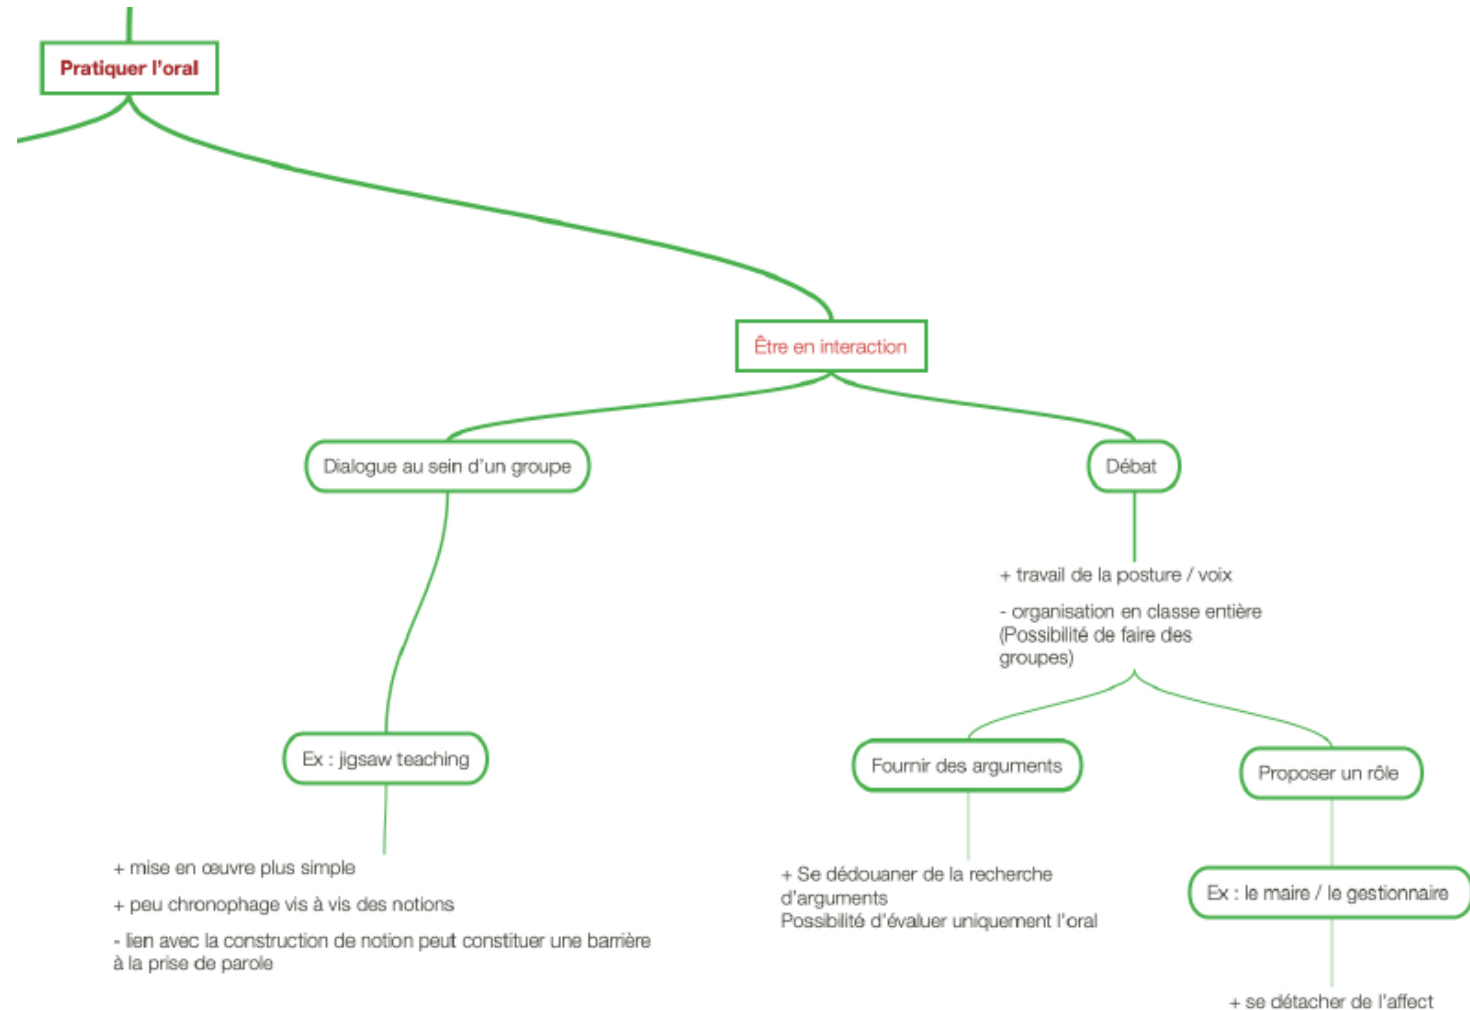 Pratiquer l'oral
Être en interaction
Dialogue au sein d'un groupe
Débat
+ travail de la posture / voix
- organisation en classe entière
(Possibilité de faire des
groupes)
Ex : jigsaw teaching
Fournir des arguments
Proposer un rôle
+ mise en œuvre plus simple
+ peu chronophage vis à vis des notions
- lien avec la construction de notion peut constituer une barrière
à la prise de parole
+ Se dédouaner de la recherche
d'arguments
Possibilité d'évaluer uniquement l'oral
Ex : le maire / le gestionnaire
+ se détacher de l'affect